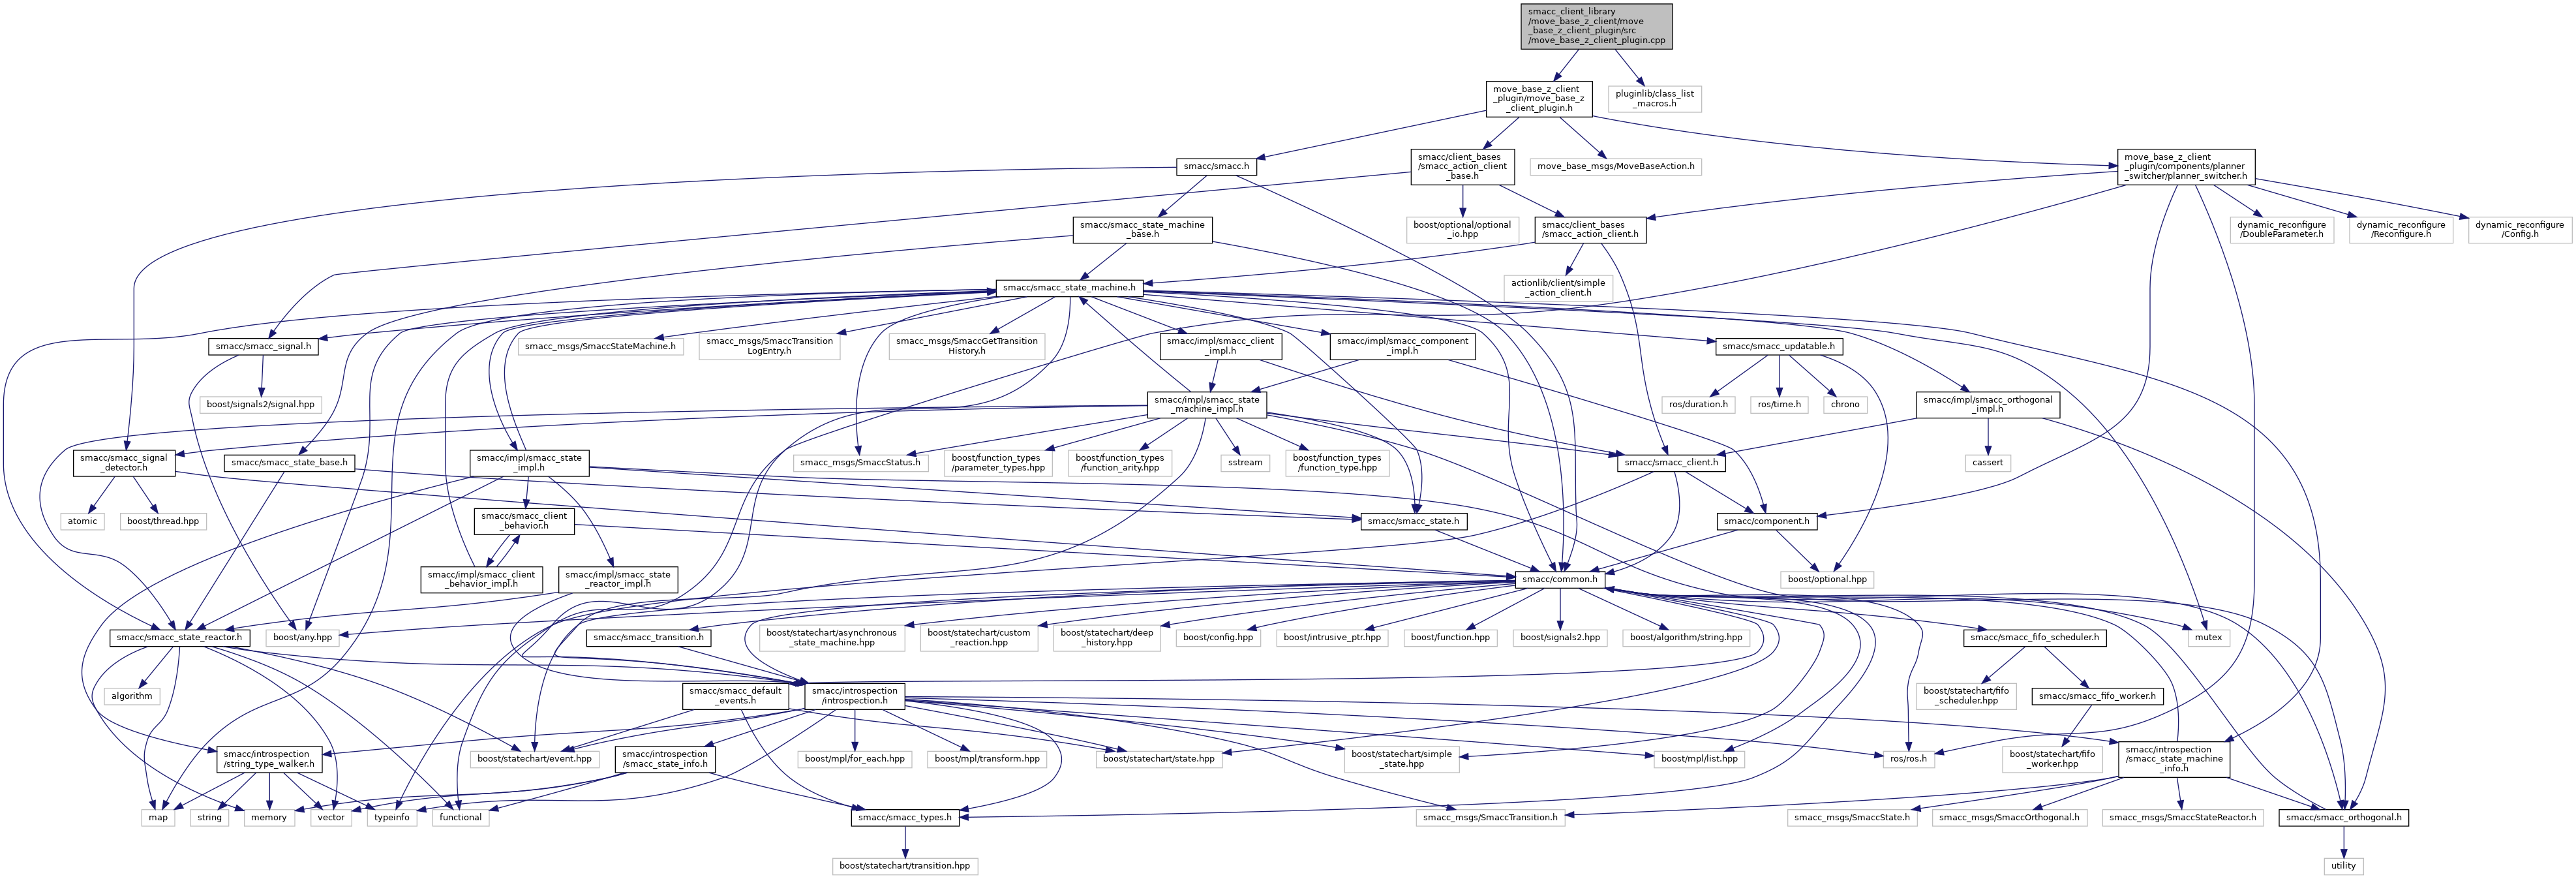 smacc_client_library
/move_base_z_client/move
_base_z_client_plugin/src
/move_base_z_client_plugin.cpp
move_base_z_client
_plugin/move_base_z
_client_plugin.h
pluginlib/class_list
_macros.h
smacc/smacc.h
smacc/client_bases
/smacc_action_client
_base.h
move_base_msgs/MoveBaseAction.h
move_base_z_client
_plugin/components/planner
_switcher/planner_switcher.h
smacc/smacc_state_machine
_base.h
boost/optional/optional
_io.hpp
smacc/client_bases
/smacc_action_client.h
dynamic_reconfigure
/DoubleParameter.h
dynamic_reconfigure
/Reconfigure.h
dynamic_reconfigure
/Config.h
smacc/smacc_state_machine.h
actionlib/client/simple
_action_client.h
smacc/smacc_signal.h
smacc_msgs/SmaccStateMachine.h
smacc_msgs/SmaccTransition
LogEntry.h
smacc_msgs/SmaccGetTransition
History.h
smacc/impl/smacc_client
_impl.h
smacc/impl/smacc_component
_impl.h
smacc/smacc_updatable.h
boost/signals2/signal.hpp
smacc/impl/smacc_state
_machine_impl.h
ros/duration.h
ros/time.h
chrono
smacc/impl/smacc_orthogonal
_impl.h
smacc/smacc_signal
_detector.h
smacc/smacc_state_base.h
smacc/impl/smacc_state
_impl.h
smacc_msgs/SmaccStatus.h
boost/function_types
/parameter_types.hpp
boost/function_types
/function_arity.hpp
sstream
boost/function_types
/function_type.hpp
smacc/smacc_client.h
cassert
atomic
boost/thread.hpp
smacc/smacc_client
_behavior.h
smacc/smacc_state.h
smacc/component.h
smacc/impl/smacc_client
_behavior_impl.h
smacc/impl/smacc_state
_reactor_impl.h
smacc/common.h
boost/optional.hpp
smacc/smacc_state_reactor.h
boost/any.hpp
smacc/smacc_transition.h
boost/statechart/asynchronous
_state_machine.hpp
boost/statechart/custom
_reaction.hpp
boost/statechart/deep
_history.hpp
boost/config.hpp
boost/intrusive_ptr.hpp
boost/function.hpp
boost/signals2.hpp
boost/algorithm/string.hpp
smacc/smacc_fifo_scheduler.h
mutex
algorithm
smacc/smacc_default
_events.h
smacc/introspection
/introspection.h
boost/statechart/fifo
_scheduler.hpp
smacc/smacc_fifo_worker.h
smacc/introspection
/string_type_walker.h
boost/statechart/event.hpp
smacc/introspection
/smacc_state_info.h
boost/mpl/for_each.hpp
boost/mpl/transform.hpp
boost/statechart/state.hpp
boost/statechart/simple
_state.hpp
boost/mpl/list.hpp
ros/ros.h
boost/statechart/fifo
_worker.hpp
smacc/introspection
/smacc_state_machine
_info.h
map
string
memory
vector
typeinfo
functional
smacc/smacc_types.h
smacc_msgs/SmaccTransition.h
smacc_msgs/SmaccState.h
smacc_msgs/SmaccOrthogonal.h
smacc_msgs/SmaccStateReactor.h
smacc/smacc_orthogonal.h
boost/statechart/transition.hpp
utility